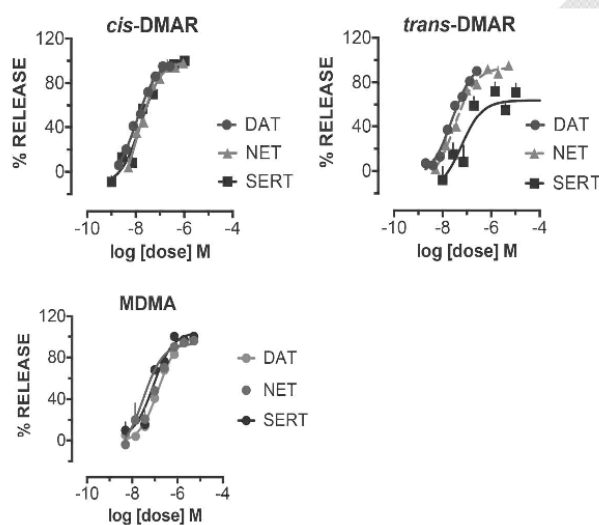 cis-DMAR
120
80
40
0
% RELEASE
DAT
NET
SERT
-10 -8 -6 -4
log [dose] M
trans-DMAR
120
80
40
0
% RELEASE
DAT
NET
SERT
-10 -8 -6 -4
log [dose] M
MDMA
120
80
40
0
% RELEASE
DAT
NET
SERT
-10 -8 -6 -4
log [dose] M